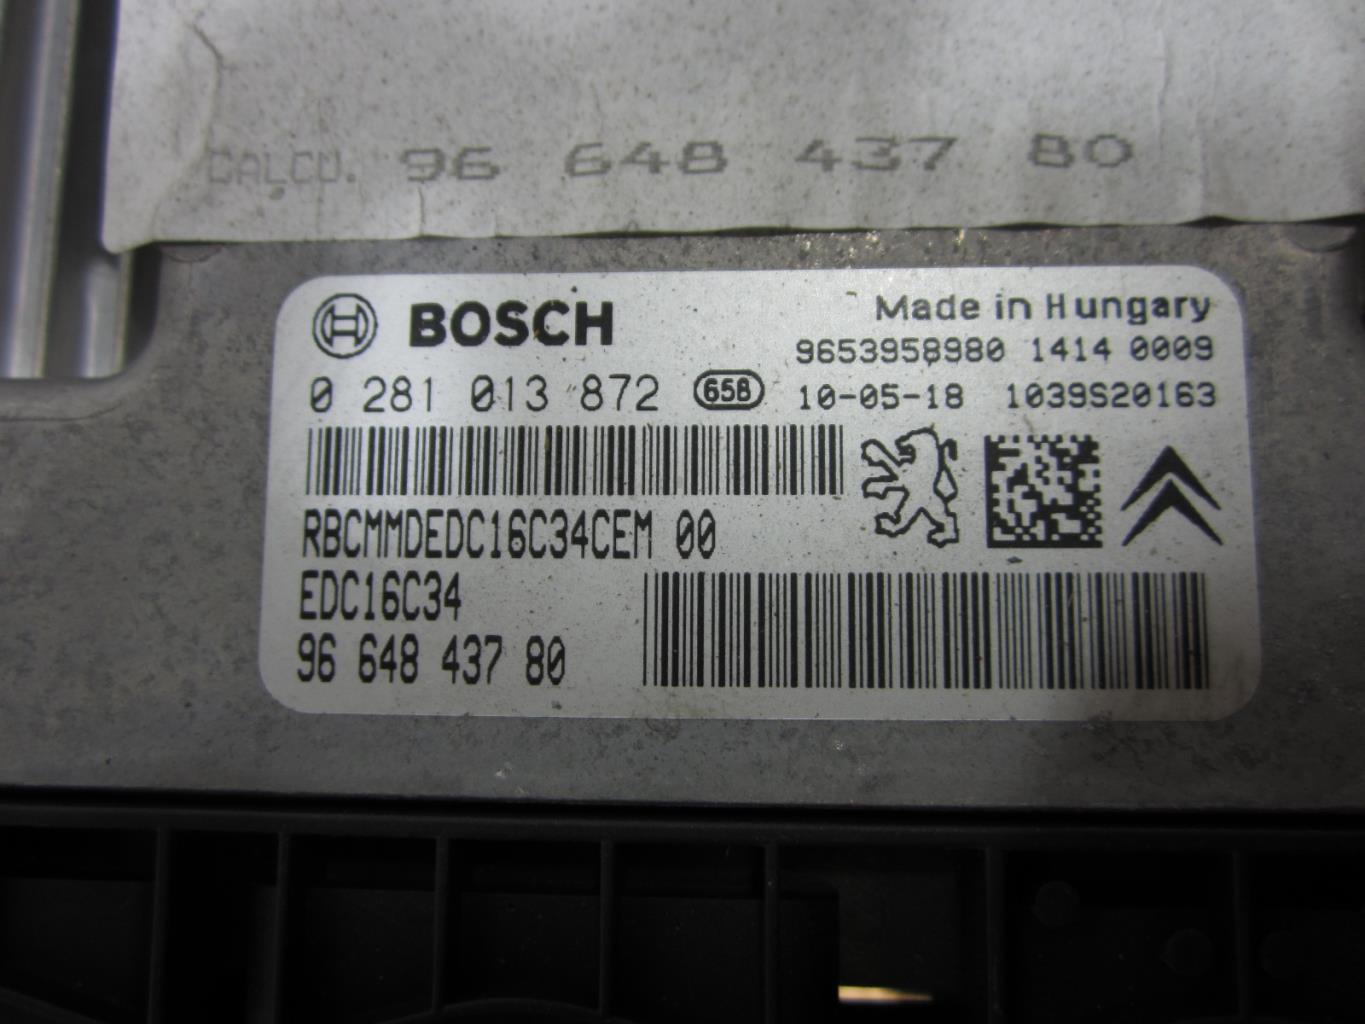 CALCU. 96 648 437 80
BOSCH
Made in Hungary
9653958980 1414 0009
0 281 013 872 65B
10-05-18 1039S20163
RBCMMDEDC16C34CEM 00
EDC16C34
96 648 437 80